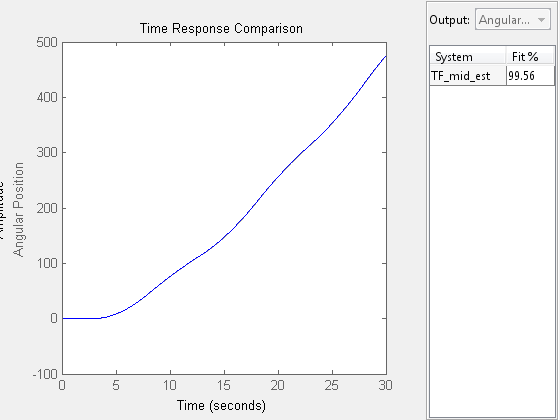 Time Response Comparison
500
400
300
200
100
0
-100
Amplitude
Angular Position
0 5 10 15 20 25 30
Time (seconds)
Output: Angular...
System Fit %
TF_mid_est 99.56